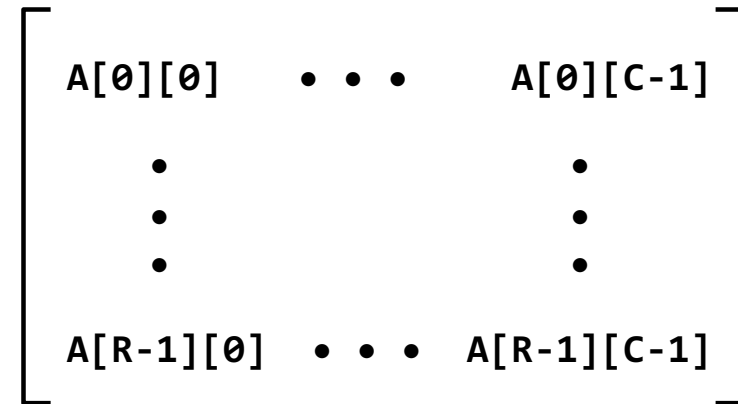 A[0][0] • • • A[0][C-1]
• •
• •
• •
A[R-1][0] • • • A[R-1][C-1]